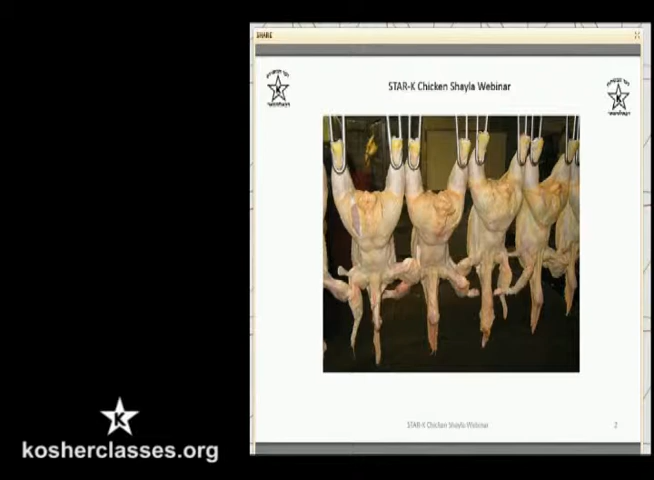 SHARE
STAR-K Chicken Shayla Webinar
K
K
STAR-K Chicken Shayla Webinar
2
K
kosherclasses.org